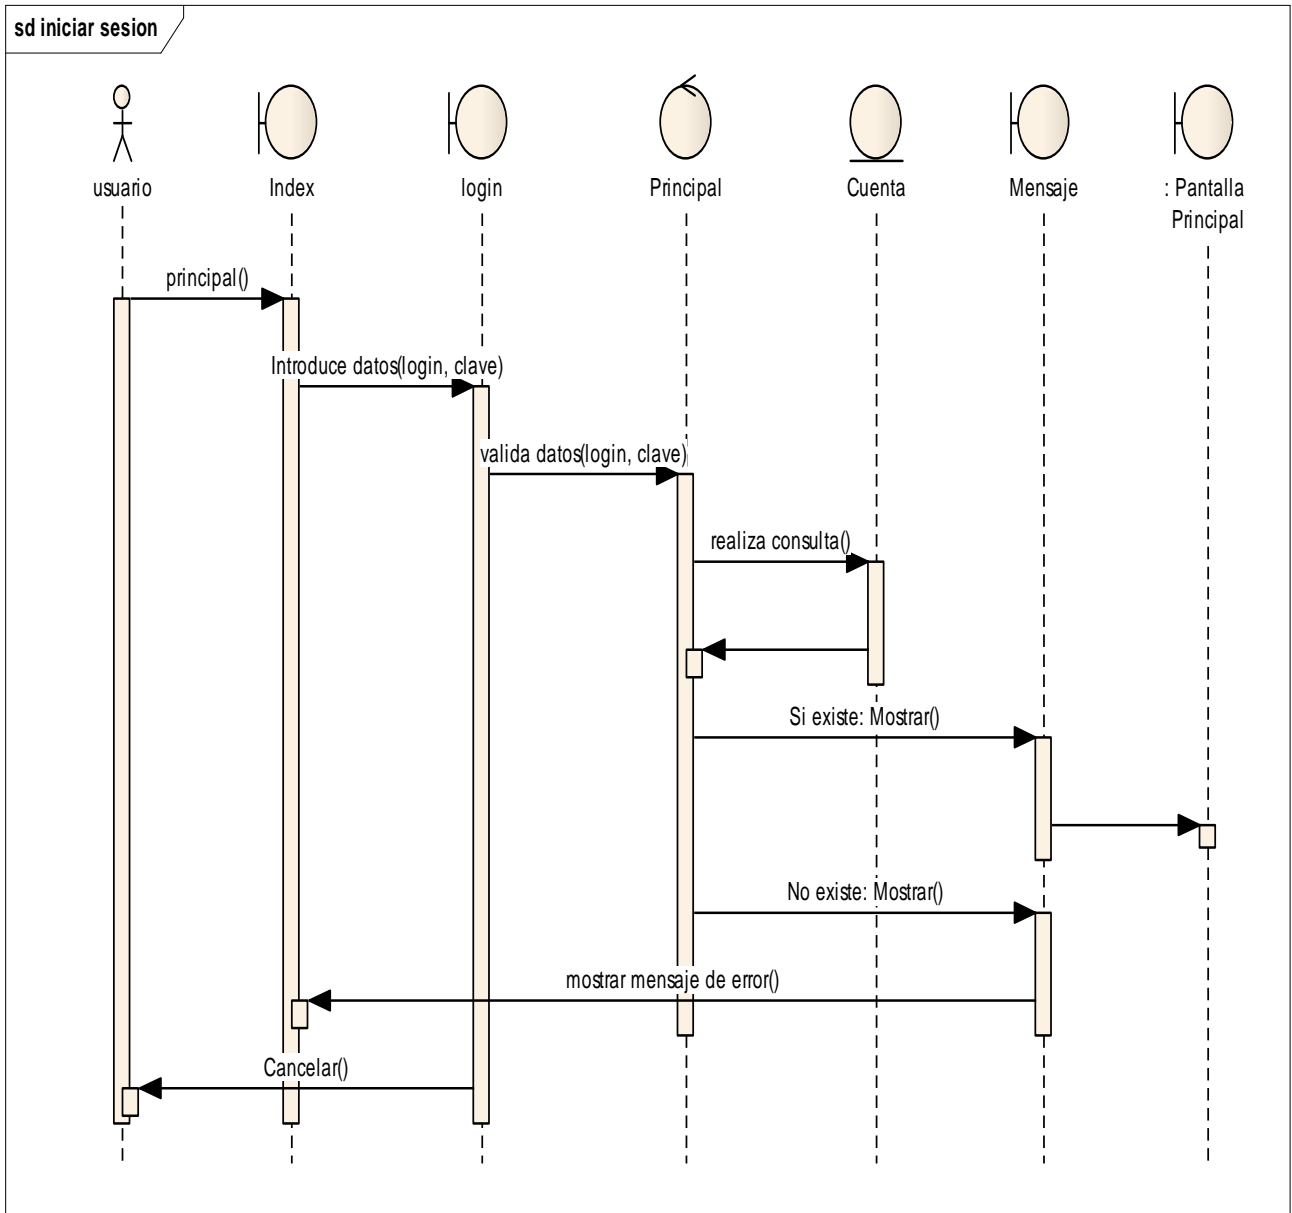 sd iniciar sesion
usuario
Index
login
Principal
Cuenta
Mensaje
: Pantalla
Principal
principal()
Introduce datos(login, clave)
valida datos(login, clave)
realiza consulta()
Si existe: Mostrar()
No existe: Mostrar()
mostrar mensaje de error()
Cancelar()